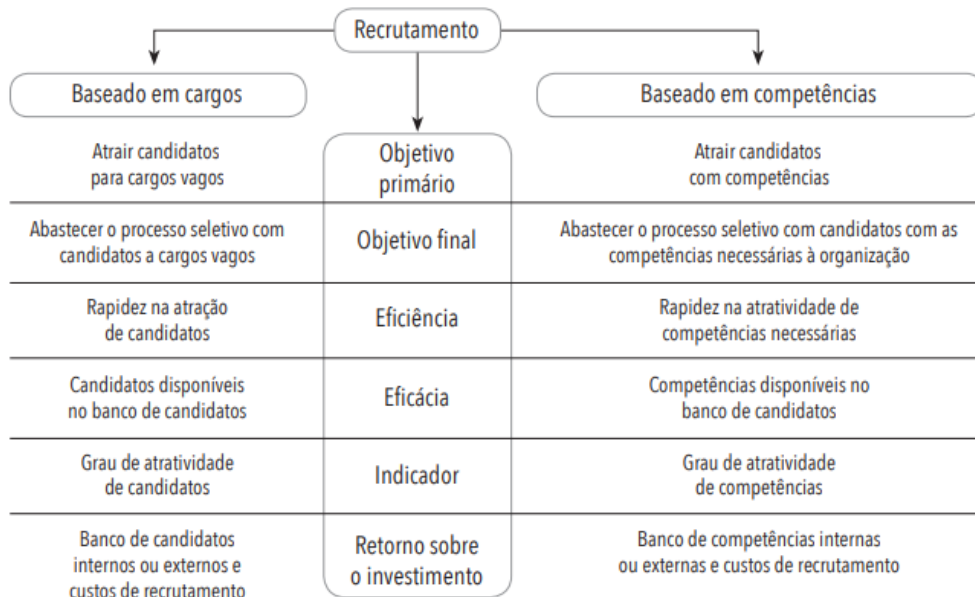 Recrutamento
Baseado em cargos
Baseado em competências
Atrair candidatos
para cargos vagos
Objetivo
primário
Atrair candidatos
com competências
Abastecer o processo seletivo com
candidatos a cargos vagos
Objetivo final
Abastecer o processo seletivo com candidatos com as
competências necessárias à organização
Rapidez na atração
de candidatos
Eficiência
Rapidez na atratividade de
competências necessárias
Candidatos disponíveis
no banco de candidatos
Eficácia
Competências disponíveis no
banco de candidatos
Grau de atratividade
de candidatos
Indicador
Grau de atratividade
de competências
Banco de candidatos
internos ou externos e
custos de recrutamento
Retorno sobre
o investimento
Banco de competências internas
ou externas e custos de recrutamento